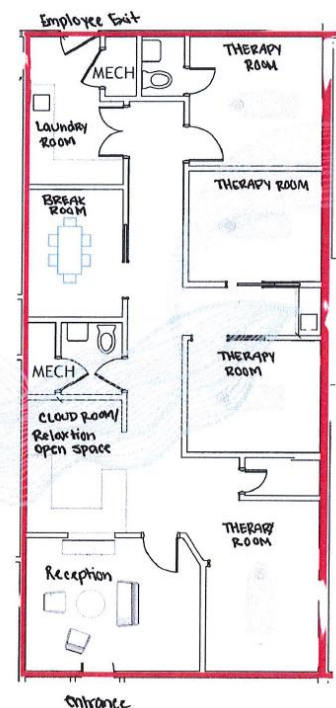 Employee Exit
THERAPY
ROOM
MECH
Laundry
ROOM
BREAK
ROOM
THERAPY ROOM
MECH
THERAPY
ROOM
CLOUD ROOM/
Relaxtion
open space
THERAPY
ROOM
Reception
Entrance